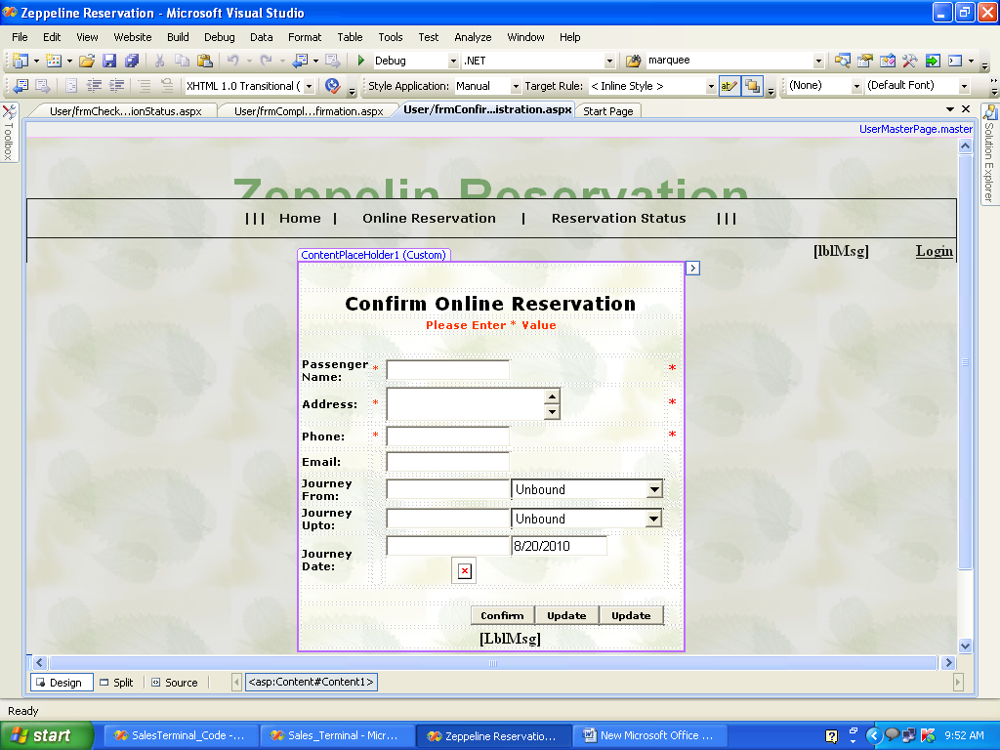 Zeppeline Reservation - Microsoft Visual Studio
File Edit View Website Build Debug Data Format Table Tools Test Analyze Window Help
Debug .NET marquee
XHTML 1.0 Transitional ( Style Application: Manual Target Rule: < Inline Style > (None) (Default Font)
User/frmCheck...ionStatus.aspx User/frmCompl...firmation.aspx User/frmConfir...istration.aspx Start Page
Toolbox
Solution Explorer
UserMasterPage.master
Zeppelin Reservation
||| Home | Online Reservation | Reservation Status |||
[lblMsg] Login
ContentPlaceHolder1 (Custom)
Confirm Online Reservation
Please Enter * Value
Passenger Name: * *
Address: * *
Phone: * *
Email:
Journey From: Unbound
Journey Upto: Unbound
Journey Date: 8/20/2010
Confirm Update Update
[LblMsg]
Design Split Source <asp:Content#Content1>
Ready
start SalesTerminal_Code -... Sales_Terminal - Micr... Zeppeline Reservatio... New Microsoft Office ... 9:52 AM